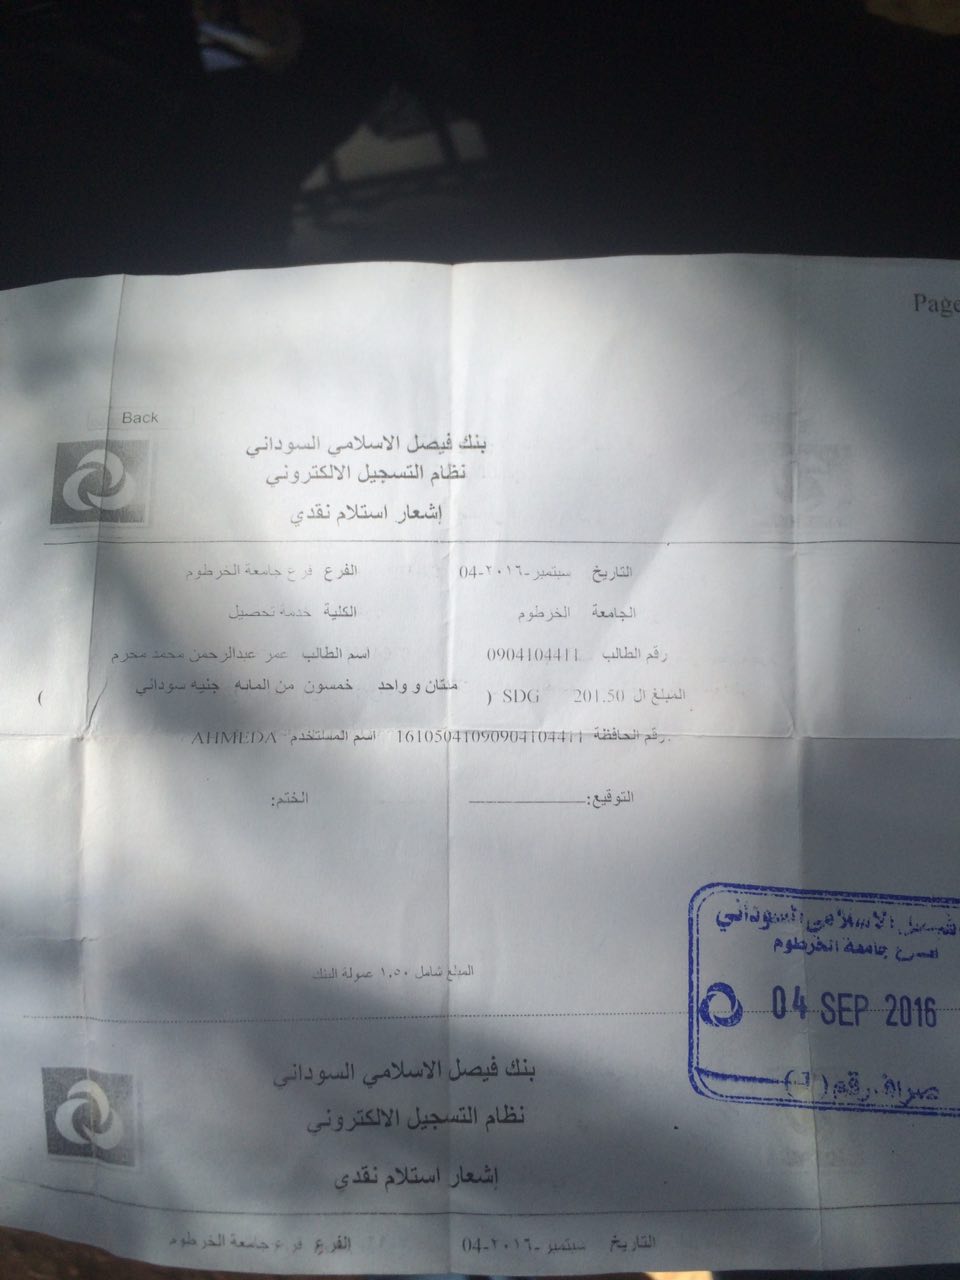 Page
Back
بنك فيصل الاسلامي السوداني
نظام التسجيل الالكتروني
إشعار استلام نقدي
التاريخ سبتمبر-٢٠١٦-04 الفرع فرع جامعة الخرطوم
الجامعة الخرطوم الكلية خدمة تحصيل
رقم الطالب 0904104411 اسم الطالب عمر عبدالرحمن محمد محرم
المبلغ ال 201.50 SDG ( مئتان و واحد خمسون من المائه جنيه سوداني )
رقم الحافظة 16105041090904104411 اسم المستخدم AHMEDA
التوقيع: الختم:
فيصل الاسلامي السوداني
فرع جامعة الخرطوم
04 SEP 2016
صراف رقم ( )
المبلغ شامل ١.٥٠ عمولة البنك
بنك فيصل الاسلامي السوداني
نظام التسجيل الالكتروني
إشعار استلام نقدي
التاريخ سبتمبر-٢٠١٦-04 الفرع فرع جامعة الخرطوم